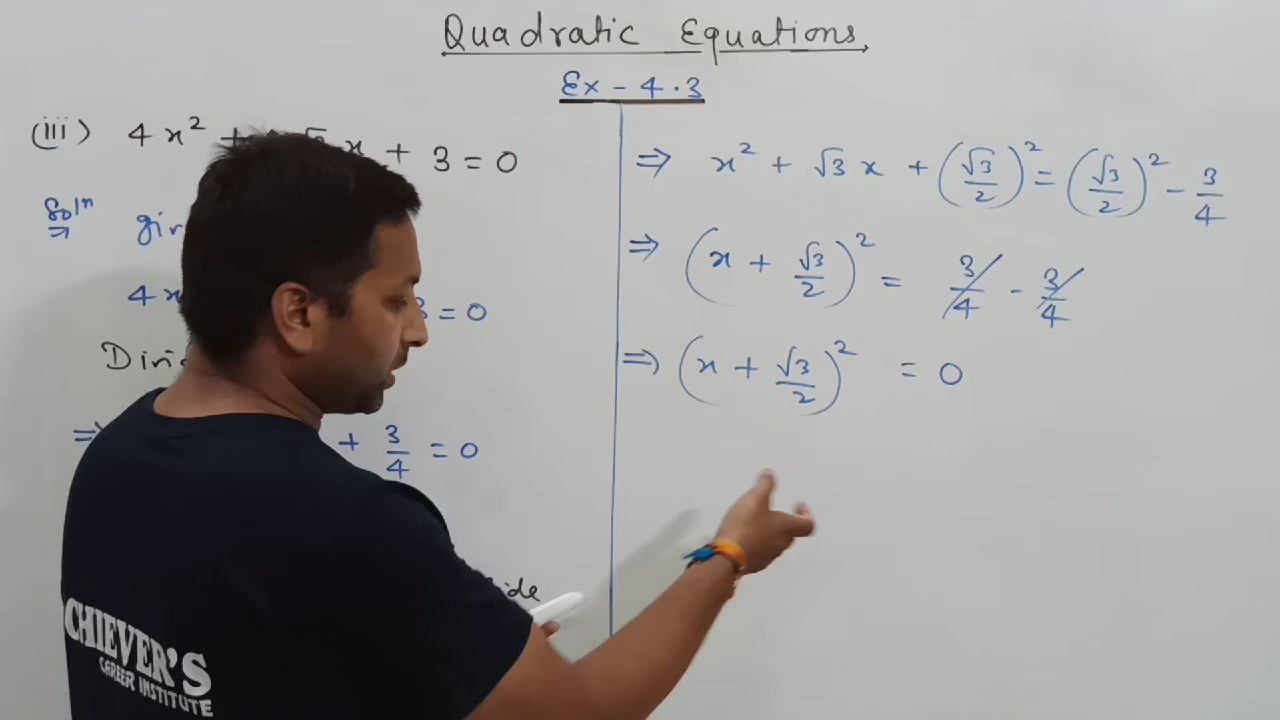 Quadratic Equations
Ex - 4.3
(iii) 4x² + √3x + 3 = 0
Solⁿ
4x 3 = 0
+ 3/4 = 0
⇒ x² + √3 x + (√3/2)² = (√3/2)² - 3/4
⇒ (x + √3/2)² = 3/4 - 3/4
⇒ (x + √3/2)² = 0
CHIEVER'S
CAREER INSTITUTE